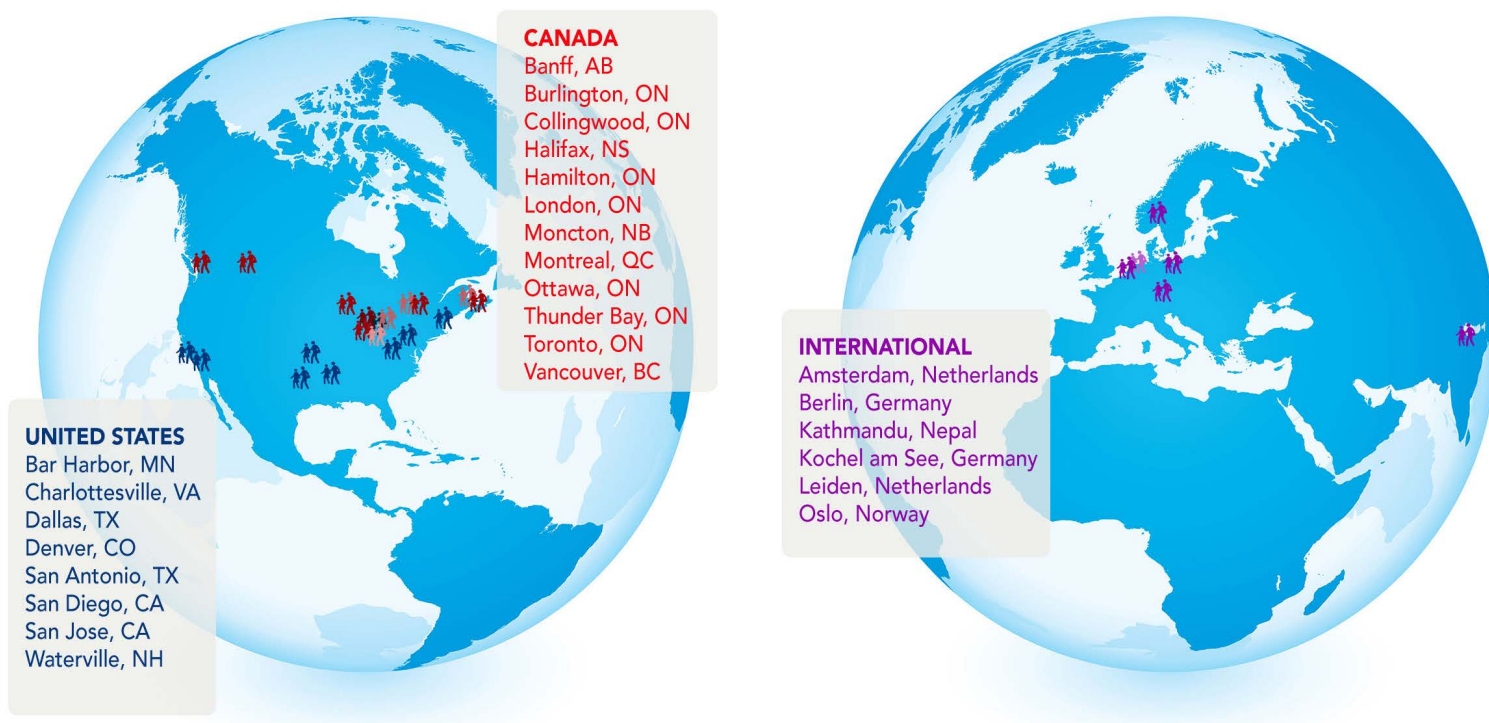 CANADA
Banff, AB
Burlington, ON
Collingwood, ON
Halifax, NS
Hamilton, ON
London, ON
Moncton, NB
Montreal, QC
Ottawa, ON
Thunder Bay, ON
Toronto, ON
Vancouver, BC
UNITED STATES
Bar Harbor, MN
Charlottesville, VA
Dallas, TX
Denver, CO
San Antonio, TX
San Diego, CA
San Jose, CA
Waterville, NH
INTERNATIONAL
Amsterdam, Netherlands
Berlin, Germany
Kathmandu, Nepal
Kochel am See, Germany
Leiden, Netherlands
Oslo, Norway